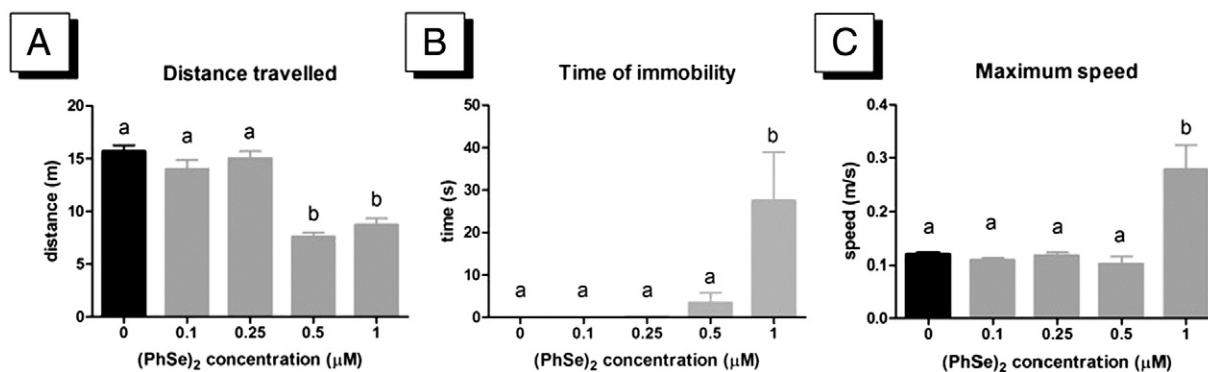 A
Distance travelled
20
15
10
5
0
distance (m)
a a a b b
0 0.1 0.25 0.5 1
(PhSe)₂ concentration (μM)
B
Time of immobility
50
40
30
20
10
0
time (s)
a a a a b
0 0.1 0.25 0.5 1
(PhSe)₂ concentration (μM)
C
Maximum speed
0.4
0.3
0.2
0.1
0.0
speed (m/s)
a a a a b
0 0.1 0.25 0.5 1
(PhSe)₂ concentration (μM)